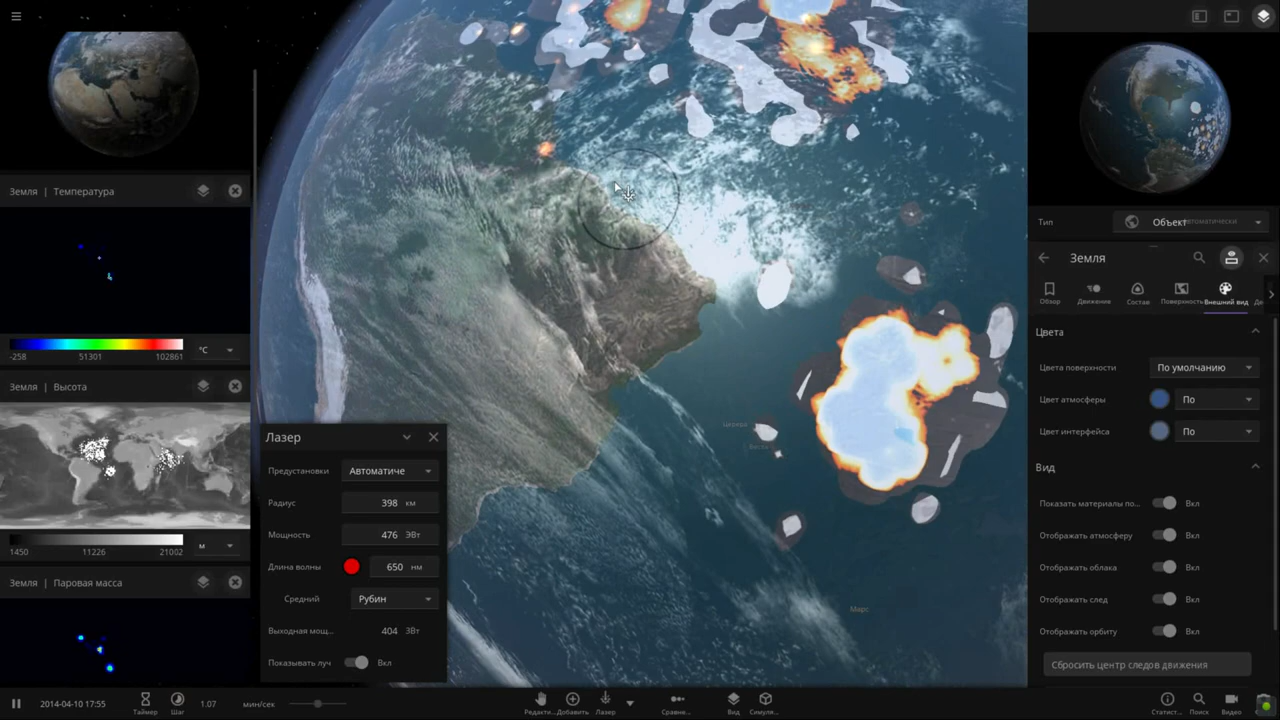 Земля | Температура
-258 51301 102861 °C
Земля | Высота
1450 11226 21002 м
Земля | Паровая масса
Лазер
Предустановки Автоматиче
Радиус 398 км
Мощность 476 ЭВт
Длина волны 650 нм
Средний Рубин
Выходная мощ... 404 ЭВт
Показывать луч Вкл
Церера
Веста
Марс
Тип Объект автоматически
Земля
Обзор Движение Состав Поверхность Внешний вид
Цвета
Цвета поверхности По умолчанию
Цвет атмосферы По
Цвет интерфейса По
Вид
Показать материалы по... Вкл
Отображать атмосферу Вкл
Отображать облака Вкл
Отображать след Вкл
Отображать орбиту Вкл
Сбросить центр следов движения
2014-04-10 17:55 Таймер Шаг 1.07 мин/сек Редакти... Добавить Лазер Сравне... Вид Симуля... Статист... Поиск Видео